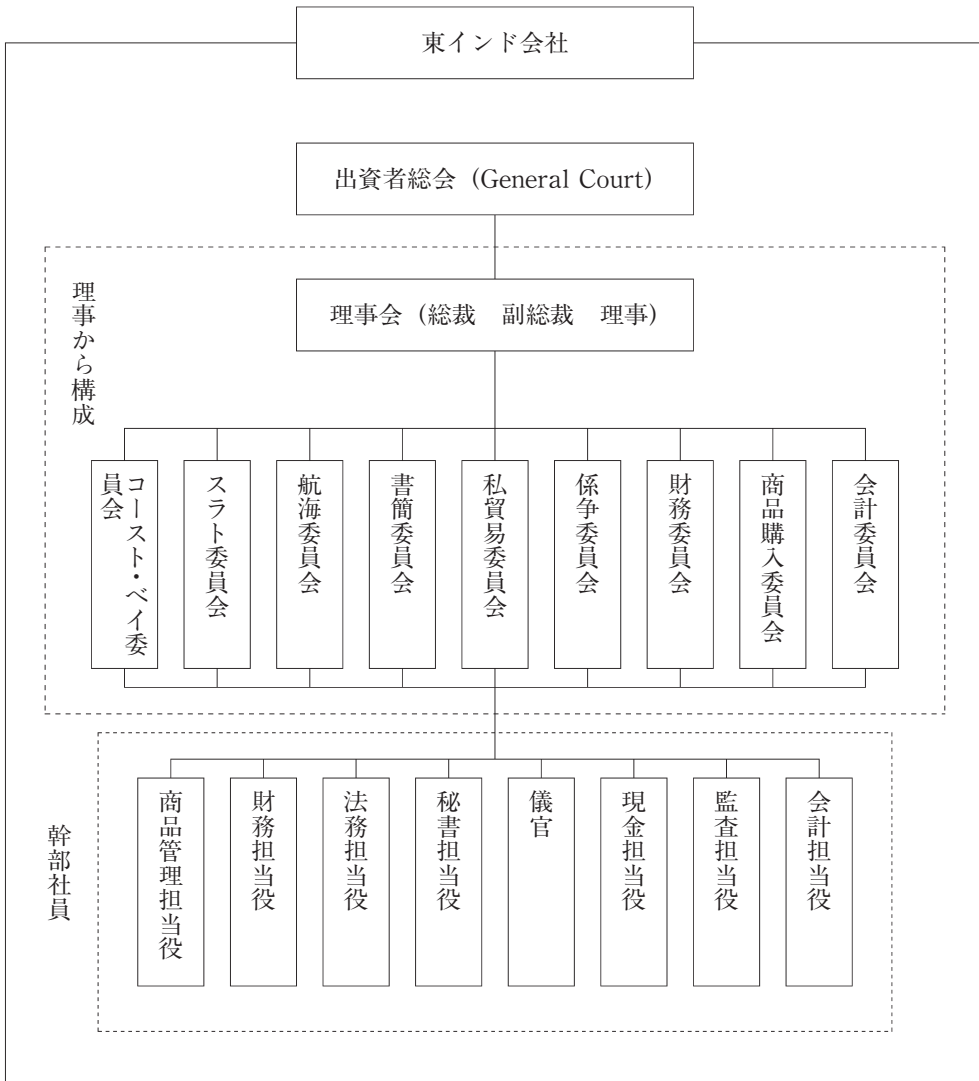 東インド会社
出資者総会 (General Court)
理事から構成
理事会 (総裁　副総裁　理事)
コースト・ベイ委
員会
スラト委員会
航海委員会
書簡委員会
私貿易委員会
係争委員会
財務委員会
商品購入委員会
会計委員会
幹部社員
商品管理担当役
財務担当役
法務担当役
秘書担当役
儀官
現金担当役
監査担当役
会計担当役